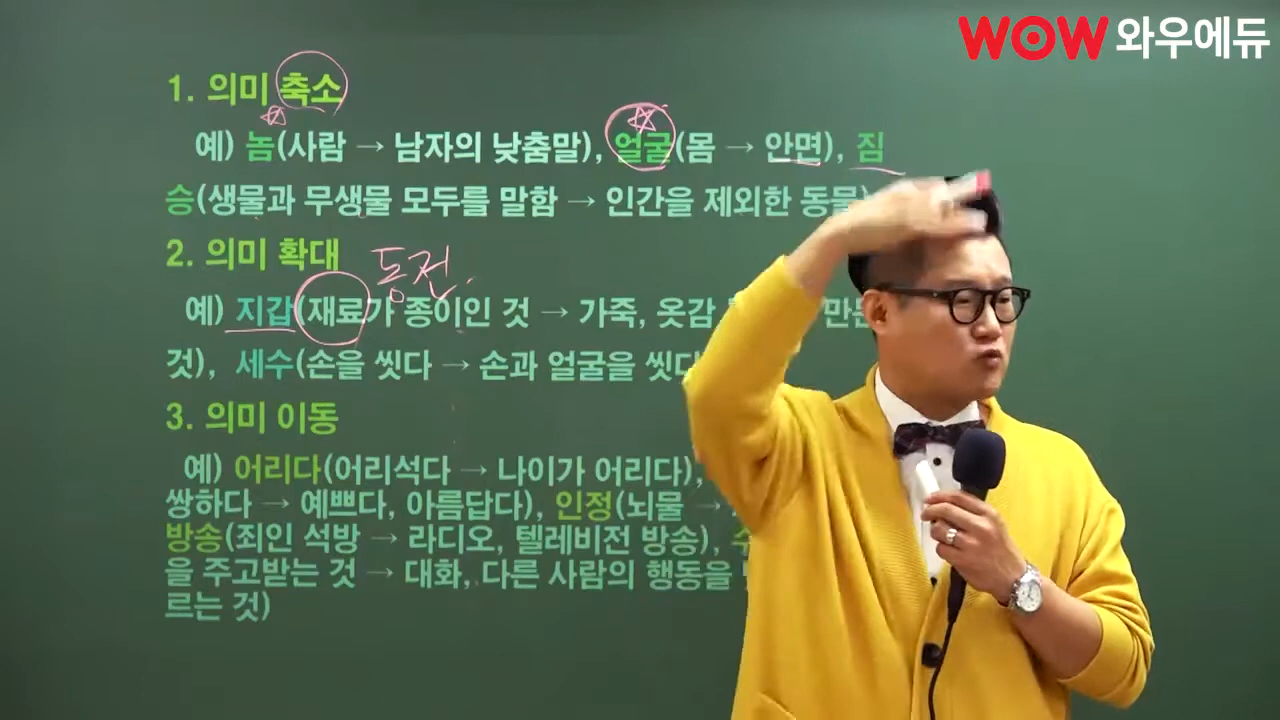 WOW 와우에듀
1. 의미 축소
예) 놈(사람 → 남자의 낮춤말), 얼굴(몸 → 안면), 짐
승(생물과 무생물 모두를 말함 → 인간을 제외한 동물)
2. 의미 확대
동전
예) 지갑(재료가 종이인 것 → 가죽, 옷감
것), 세수(손을 씻다 → 손과 얼굴을 씻다
3. 의미 이동
예) 어리다(어리석다 → 나이가 어리다),
쌍하다 → 예쁘다, 아름답다), 인정(뇌물 →
방송(죄인 석방 → 라디오, 텔레비전 방송),
을 주고받는 것 → 대화, 다른 사람의 행동을
르는 것)